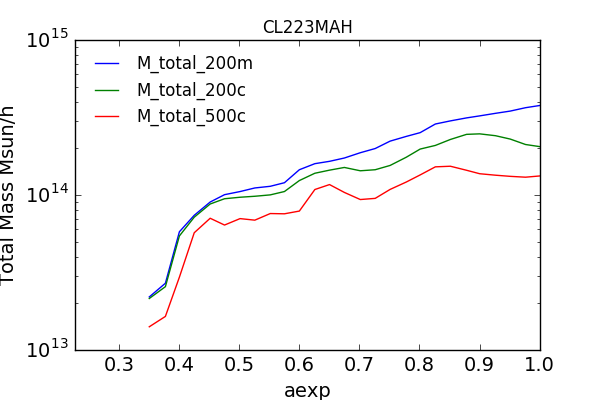 CL223MAH
10^15
10^14
10^13
Total Mass Msun/h
M_total_200m
M_total_200c
M_total_500c
0.3 0.4 0.5 0.6 0.7 0.8 0.9 1.0
aexp